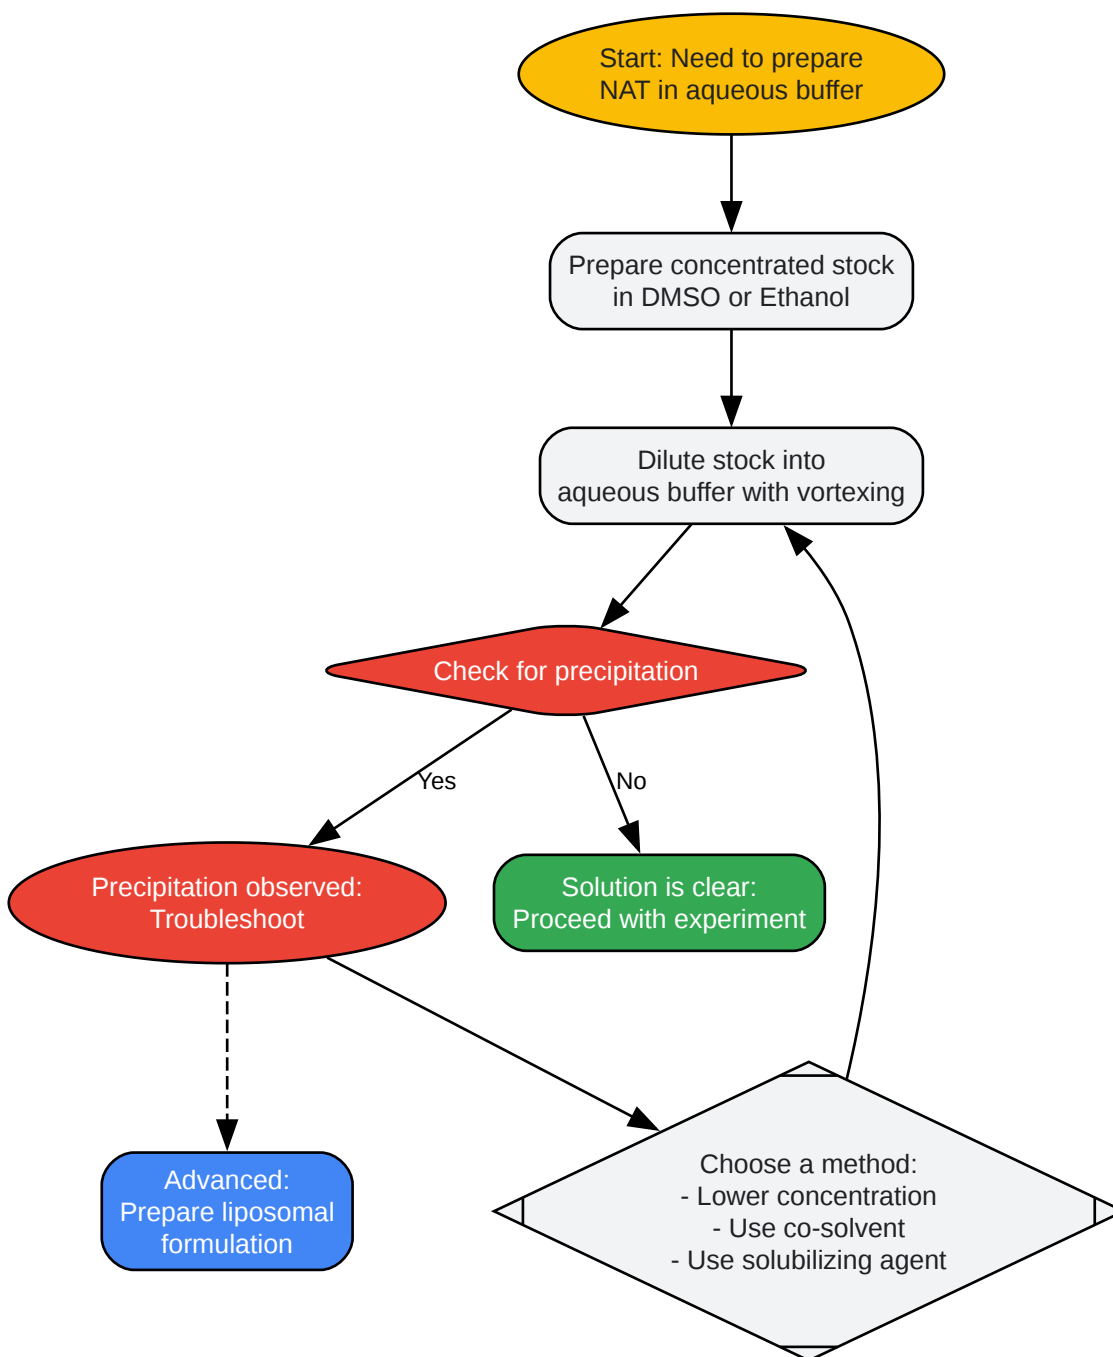 Start: Need to prepare
NAT in aqueous buffer
Prepare concentrated stock
in DMSO or Ethanol
Dilute stock into
aqueous buffer with vortexing
Check for precipitation
Yes
No
Precipitation observed:
Troubleshoot
Solution is clear:
Proceed with experiment
Advanced:
Prepare liposomal
formulation
Choose a method:
- Lower concentration
- Use co-solvent
- Use solubilizing agent